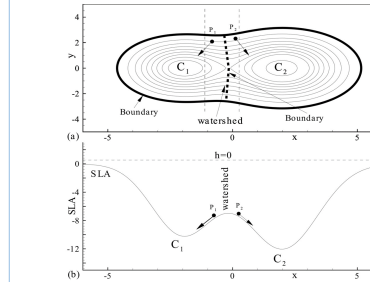 4
2
0
-2
-4
y
P1
P2
C1
C2
Boundary
watershed
Boundary
(a)
-5
0
x
5
h=0
0
SLA
-4
-8
-12
SLA
watershed
P1
P2
C1
C2
(b)
-5
0
x
5